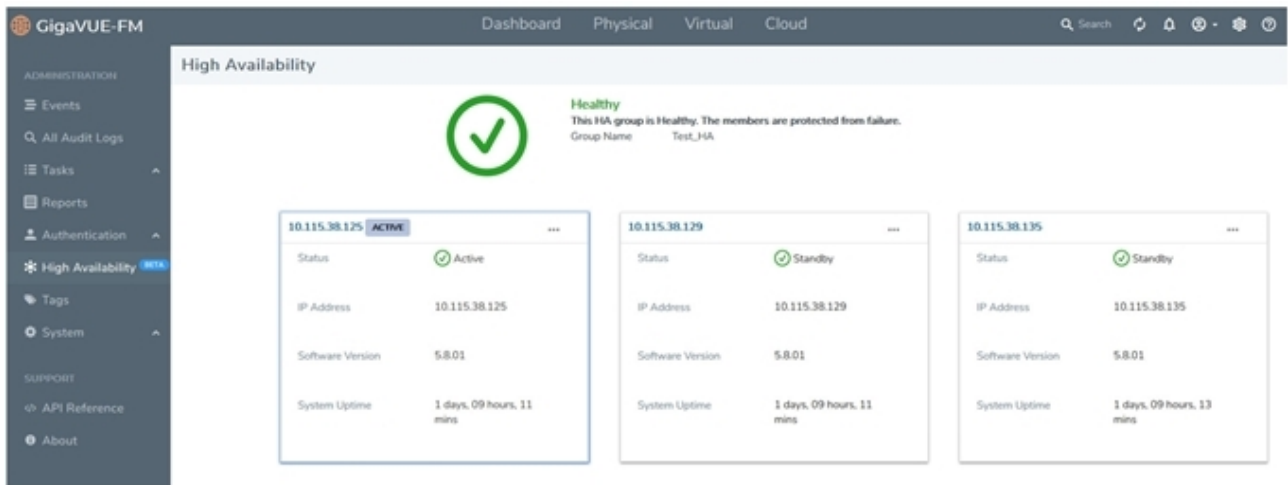 GigaVUE-FM
Dashboard Physical Virtual Cloud
Search
ADMINISTRATION
Events
All Audit Logs
Tasks
Reports
Authentication
High Availability BETA
Tags
System
SUPPORT
API Reference
About
High Availability
Healthy
This HA group is Healthy. The members are protected from failure.
Group Name Test_HA
10.115.38.125 ACTIVE ...
Status Active
IP Address 10.115.38.125
Software Version 5.8.01
System Uptime 1 days, 09 hours, 11
mins
10.115.38.129 ...
Status Standby
IP Address 10.115.38.129
Software Version 5.8.01
System Uptime 1 days, 09 hours, 11
mins
10.115.38.135 ...
Status Standby
IP Address 10.115.38.135
Software Version 5.8.01
System Uptime 1 days, 09 hours, 13
mins